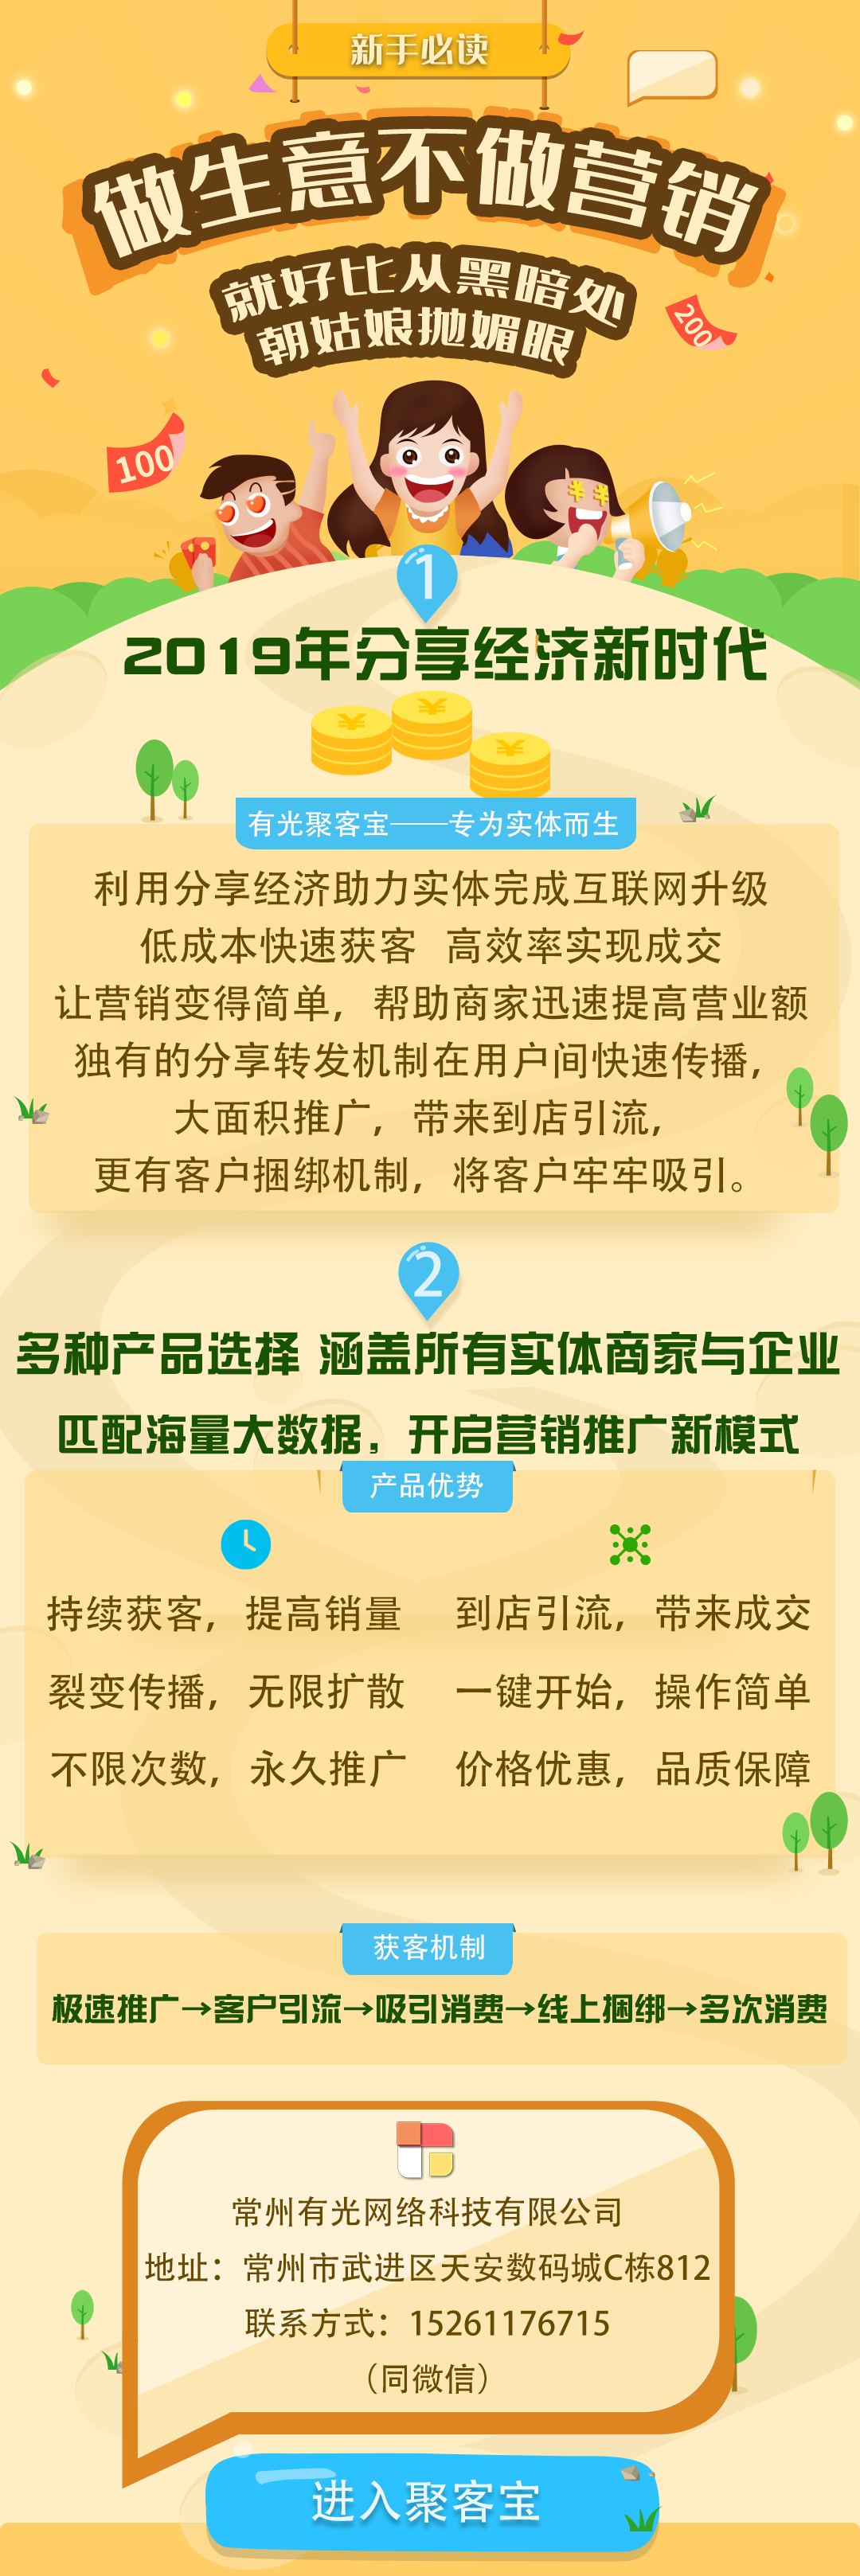 新手必读
做生意不做营销
就好比从黑暗处
朝姑娘抛媚眼
200
100
1
2019年分享经济新时代
有光聚客宝——专为实体而生
利用分享经济助力实体完成互联网升级
低成本快速获客 高效率实现成交
让营销变得简单，帮助商家迅速提高营业额
独有的分享转发机制在用户间快速传播，
大面积推广，带来到店引流，
更有客户捆绑机制，将客户牢牢吸引。
2
多种产品选择 涵盖所有实体商家与企业
匹配海量大数据，开启营销推广新模式
产品优势
持续获客，提高销量 到店引流，带来成交
裂变传播，无限扩散 一键开始，操作简单
不限次数，永久推广 价格优惠，品质保障
获客机制
极速推广→客户引流→吸引消费→线上捆绑→多次消费
常州有光网络科技有限公司
地址：常州市武进区天安数码城C栋812
联系方式：15261176715
（同微信）
进入聚客宝